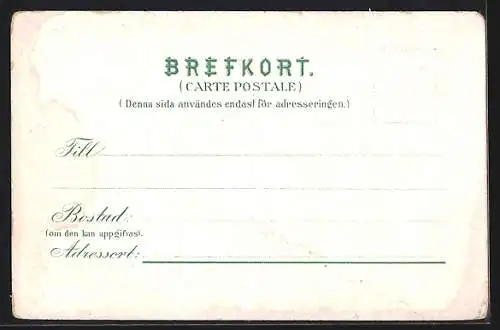 BREFKORT.
(CARTE POSTALE)
(Denna sida användes endast för adresseringen.)
Till
Bostad:
(om den kan uppgifvas).
Adressort: